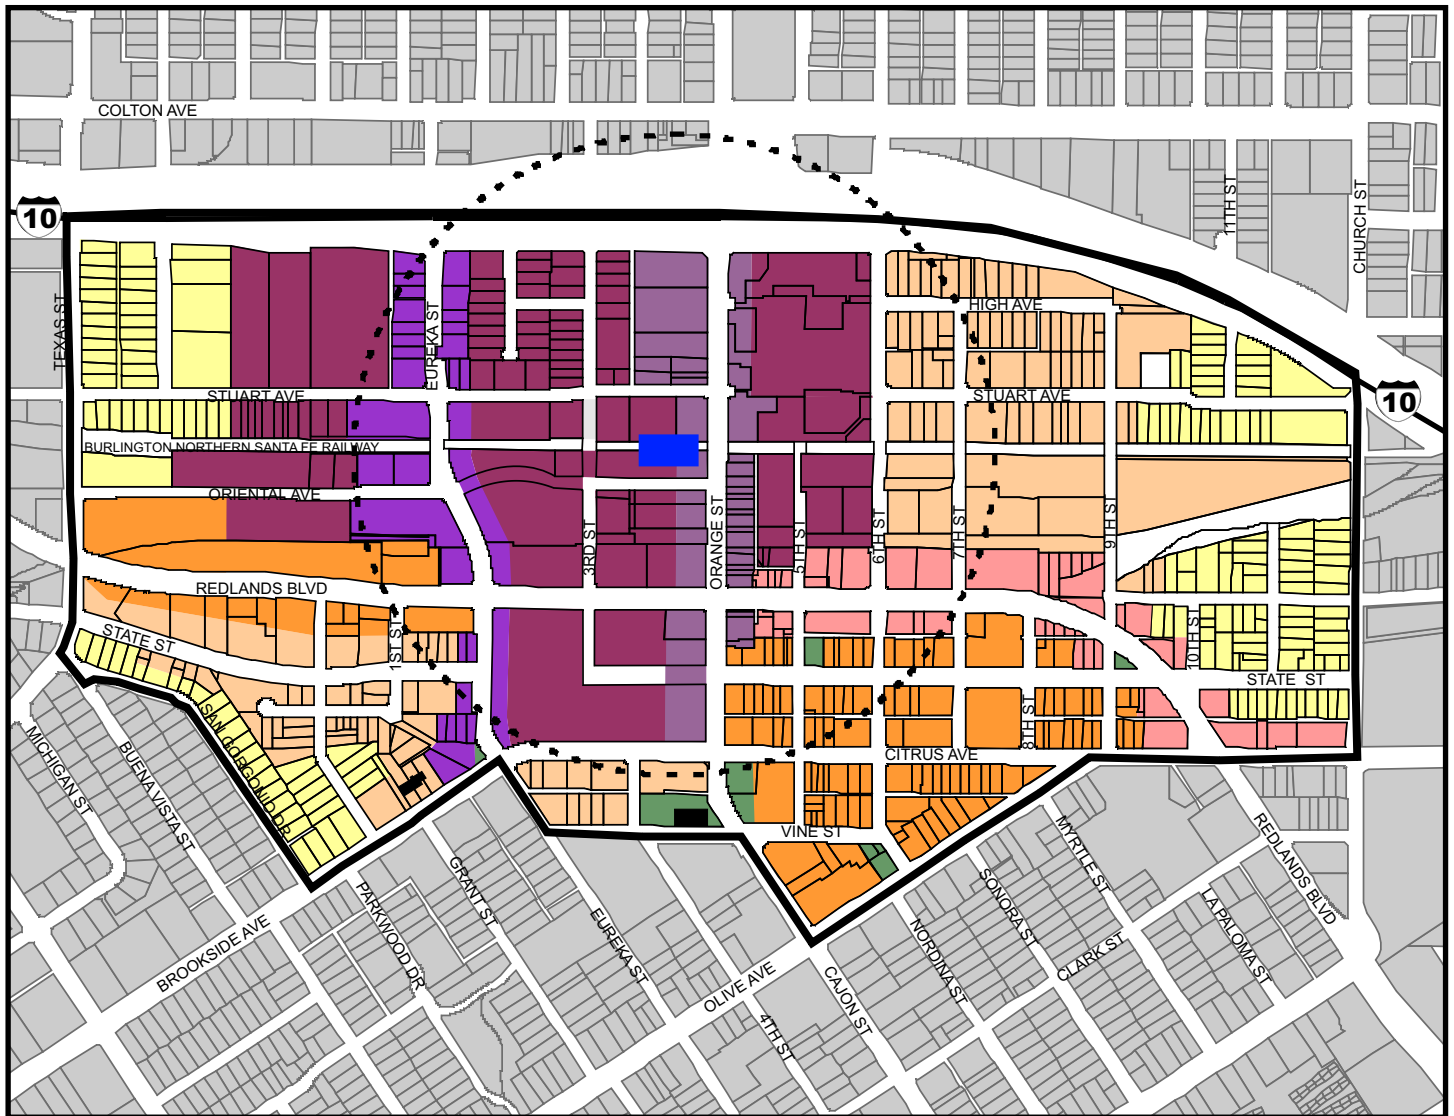 COLTON AVE
10
11TH ST
CHURCH ST
TEXAS ST
EUREKA ST
HIGH AVE
STUART AVE
STUART AVE
10
BURLINGTON NORTHERN SANTA FE RAILWAY
ORIENTAL AVE
3RD ST
ORANGE ST
5TH ST
6TH ST
7TH ST
9TH ST
REDLANDS BLVD
STATE ST
1ST ST
10TH ST
STATE ST
SAN GORGONIO DR
8TH ST
CITRUS AVE
MICHIGAN ST
BUENA VISTA ST
VINE ST
MYRTLE ST
REDLANDS BLVD
GRANT ST
PARKWOOD DR
EUREKA ST
SONORA ST
LA PALOMA ST
NORDINA ST
BROOKSIDE AVE
CLARK ST
OLIVE AVE
CAJON ST
4TH ST